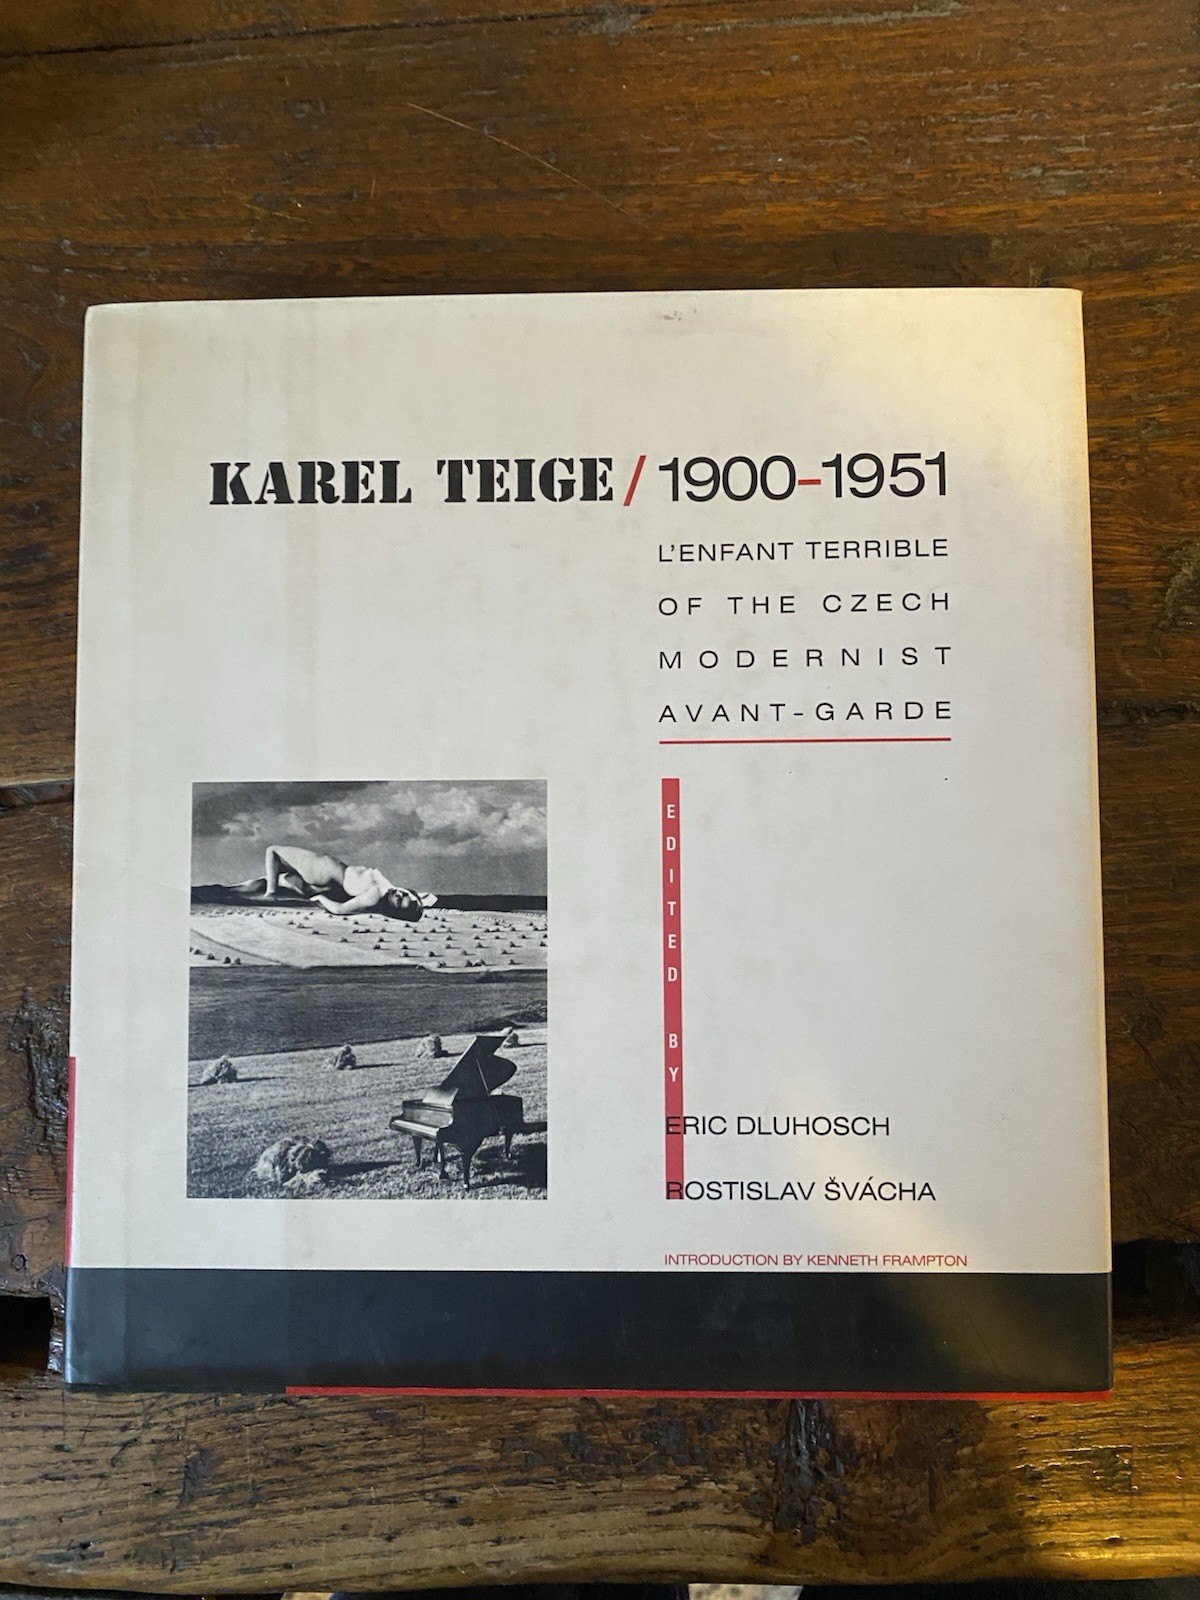 KAREL TEIGE / 1900–1951
L'ENFANT TERRIBLE
OF THE CZECH
MODERNIST
AVANT-GARDE
EDITED BY
ERIC DLUHOSCH
ROSTISLAV ŠVÁCHA
INTRODUCTION BY KENNETH FRAMPTON